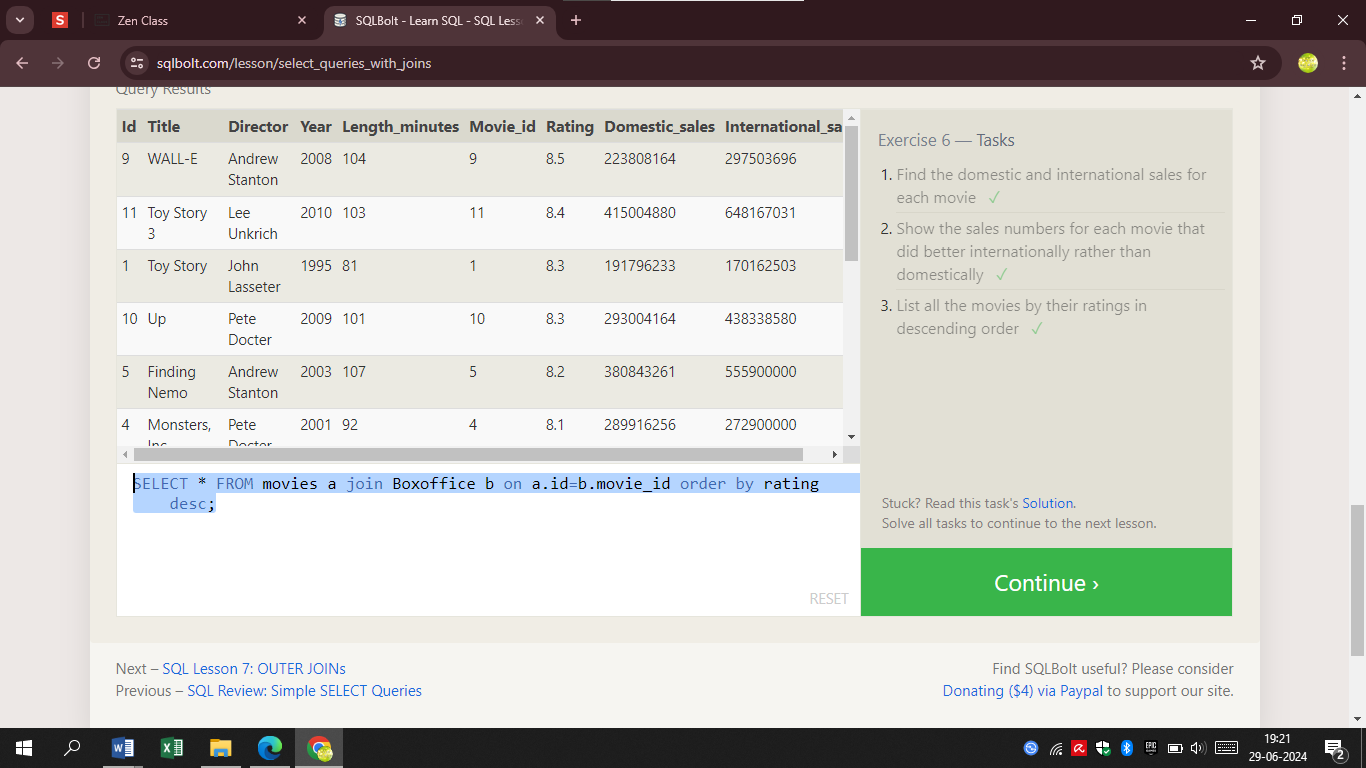 S
Zen Class
SQLBolt - Learn SQL - SQL Less
sqlbolt.com/lesson/select_queries_with_joins
Query Results
Id Title Director Year Length_minutes Movie_id Rating Domestic_sales International_sa
9 WALL-E Andrew 2008 104 9 8.5 223808164 297503696
Stanton
11 Toy Story Lee 2010 103 11 8.4 415004880 648167031
3 Unkrich
1 Toy Story John 1995 81 1 8.3 191796233 170162503
Lasseter
10 Up Pete 2009 101 10 8.3 293004164 438338580
Docter
5 Finding Andrew 2003 107 5 8.2 380843261 555900000
Nemo Stanton
4 Monsters, Pete 2001 92 4 8.1 289916256 272900000
Inc. Docter
SELECT * FROM movies a join Boxoffice b on a.id=b.movie_id order by rating
desc;
RESET
Exercise 6 — Tasks
1. Find the domestic and international sales for
each movie ✓
2. Show the sales numbers for each movie that
did better internationally rather than
domestically ✓
3. List all the movies by their ratings in
descending order ✓
Stuck? Read this task's Solution.
Solve all tasks to continue to the next lesson.
Continue ›
Next – SQL Lesson 7: OUTER JOINs
Previous – SQL Review: Simple SELECT Queries
Find SQLBolt useful? Please consider
Donating ($4) via Paypal to support our site.
19:21
29-06-2024
2